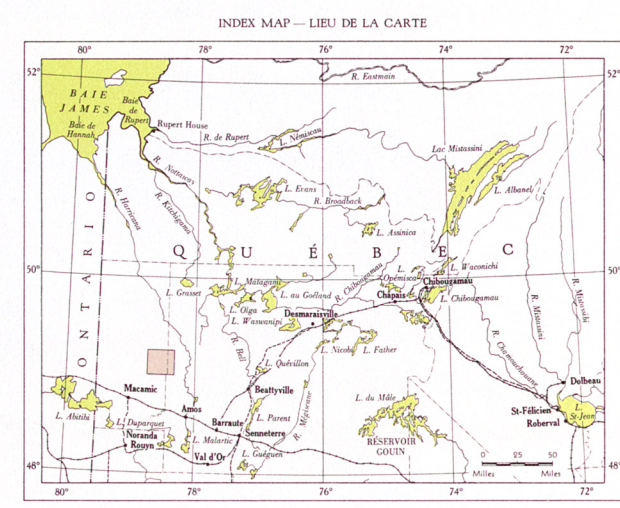 INDEX MAP — LIEU DE LA CARTE
80° 78° 76° 74° 72°
52° 52°
R. Eastmain
BAIE
JAMES
Baie
de
Rupert
Baie de
Hannah
Rupert House
R. de Rupert
L. Némiscau
Lac Mistassini
R. Nottaway
R. Kitchigama
R. Harricana
L. Evans
R. Broadback
L. Albanel
L. Assinica
ONTARIO
QUÉBEC
50° 50°
L. Waconichi
L.
Opémisca
Chibougamau
R. Chibougamau
L. Matagami
L. Grasset
L. au Goéland
Chapais
L. Chibougamau
L. Olga
Desmaraisville
L. Waswanipi
R. Mistassini
R. Mistassibi
R. Bell
L. Nicobi
L. Father
R. Chamouchouane
L. Quévillon
Macamic
Beattyville
Dolbeau
L. du Mâle
Amos
St-Félicien
L.
St-Jean
L. Abitibi
L. Duparquet
Barraute
L. Parent
R. Mégiscane
Roberval
Noranda
Rouyn
L. Malartic
Senneterre
RÉSERVOIR
GOUIN
Val d'Or
L. Guéguen
0 25 50
Milles Miles
48° 48°
80° 78° 76° 74° 72°